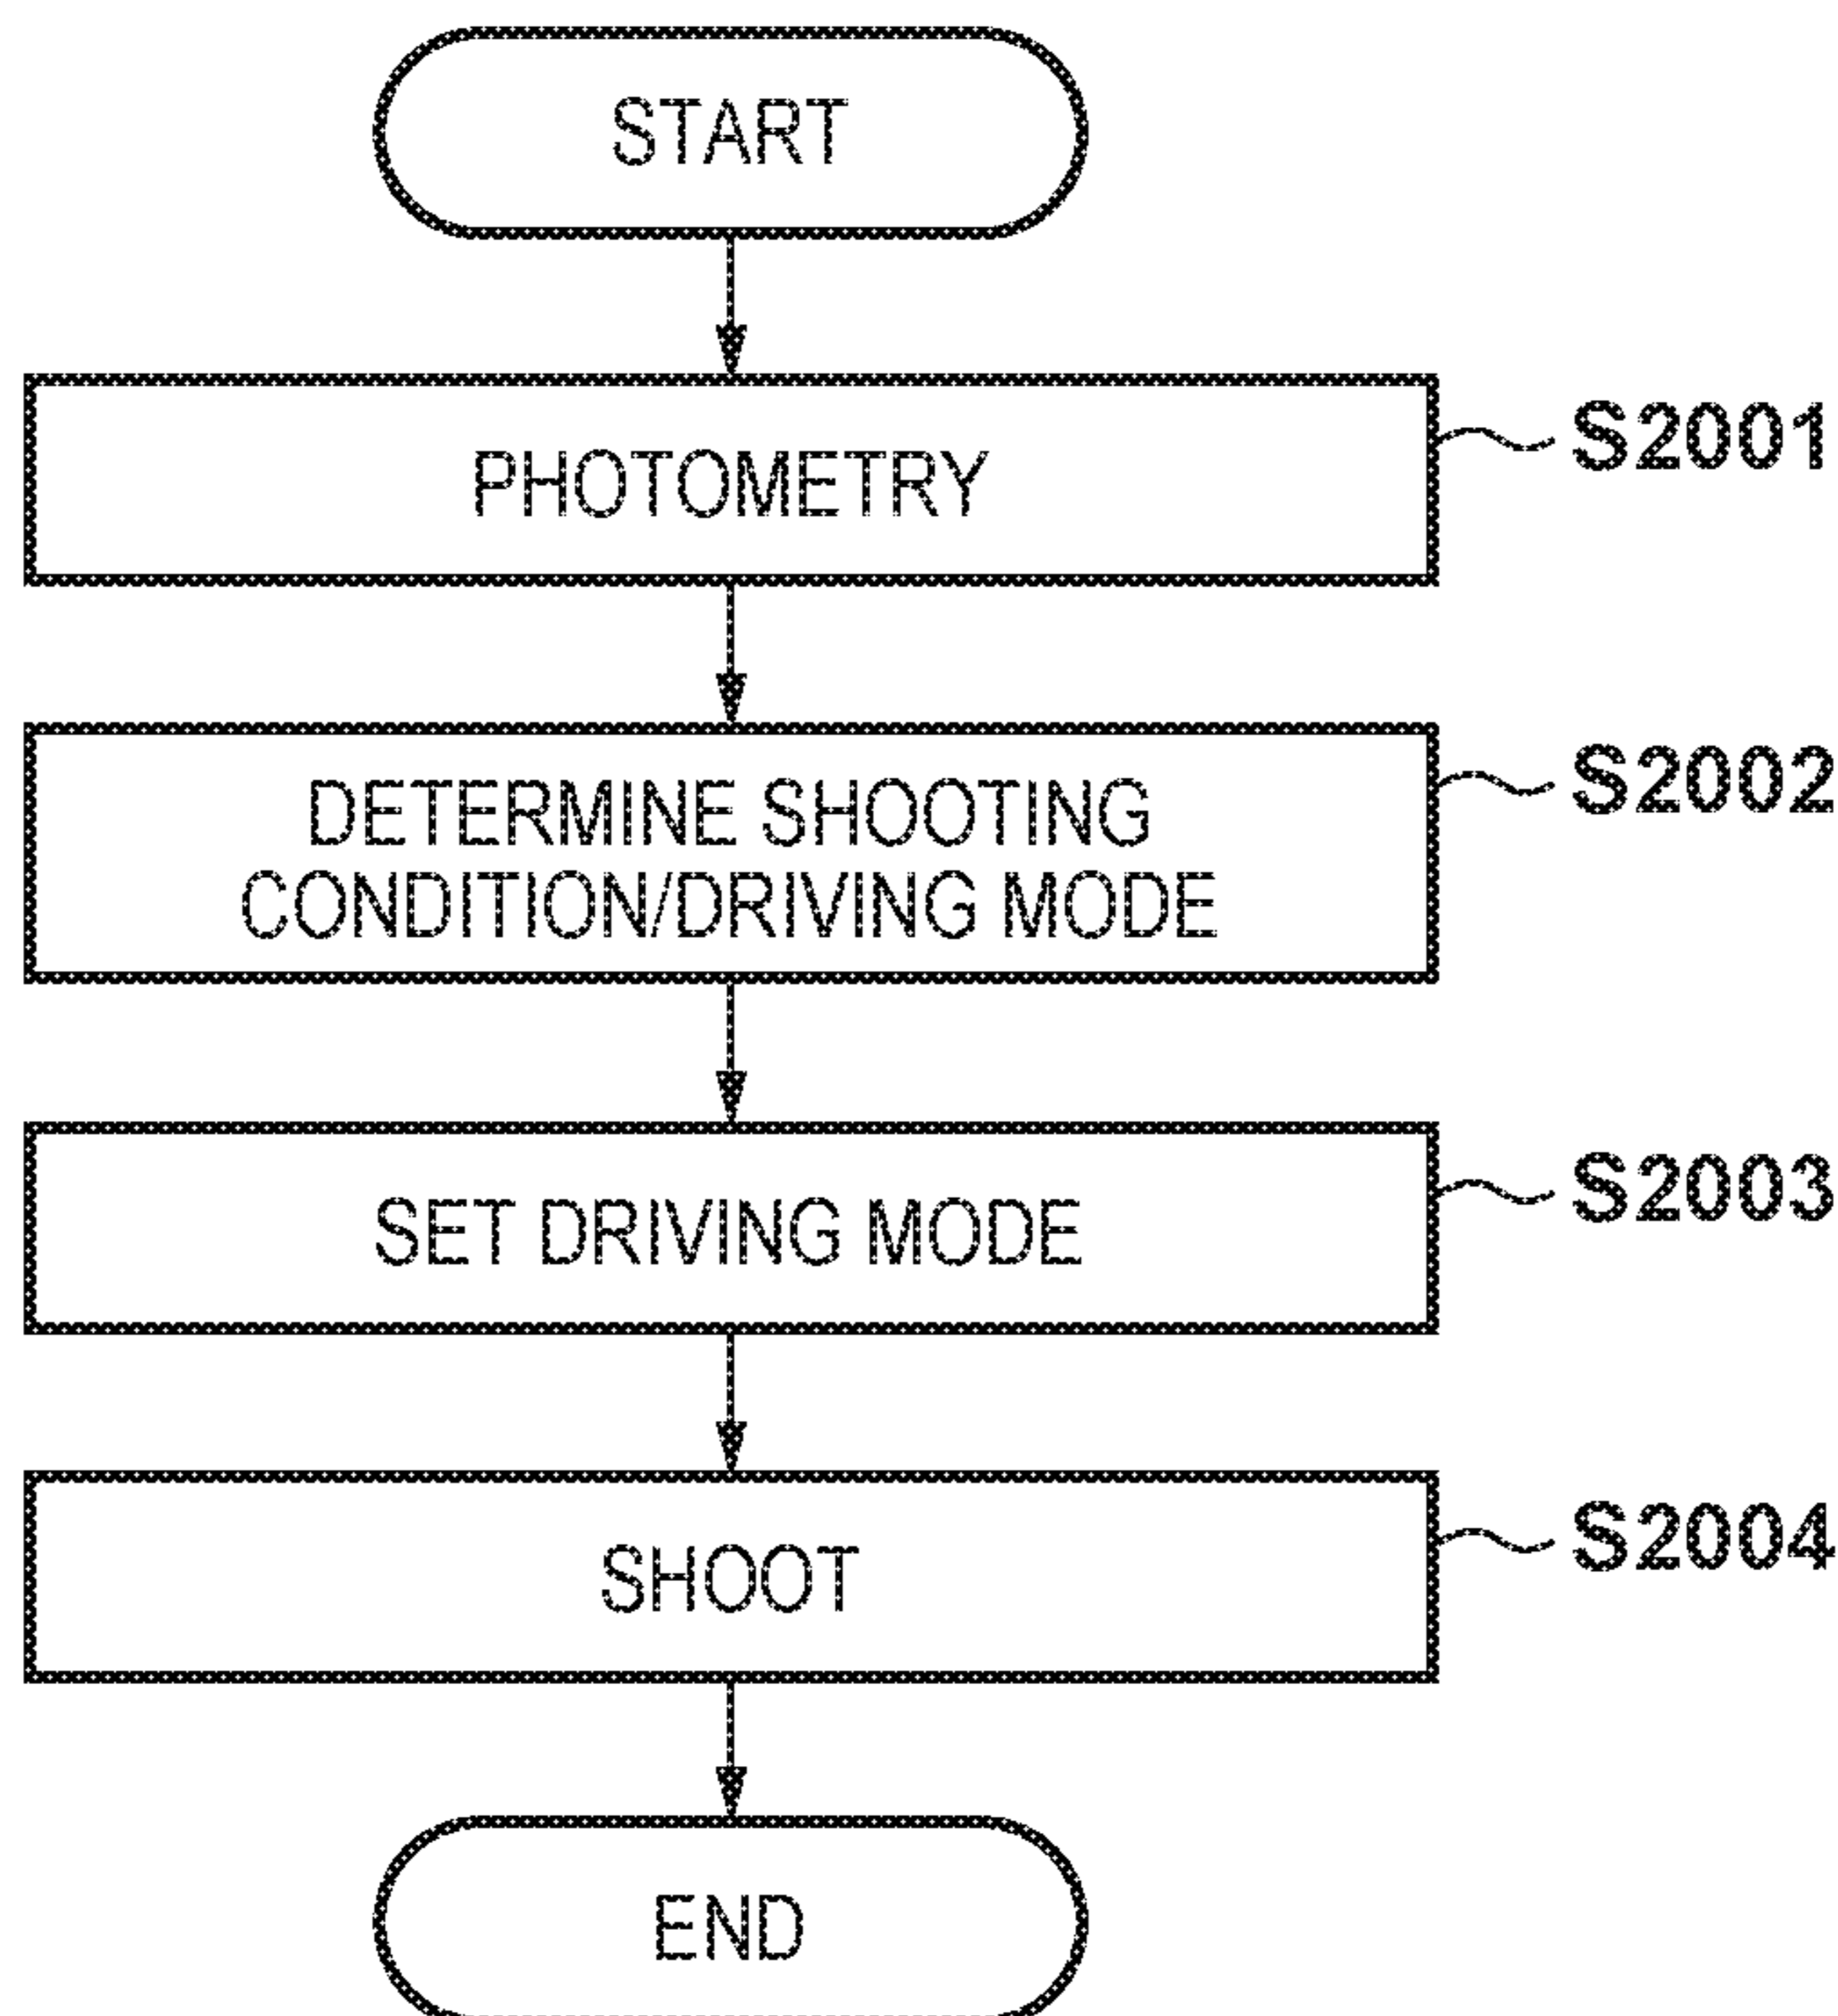 START
PHOTOMETRY
S2001
DETERMINE SHOOTING
CONDITION/DRIVING MODE
S2002
SET DRIVING MODE
S2003
SHOOT
S2004
END